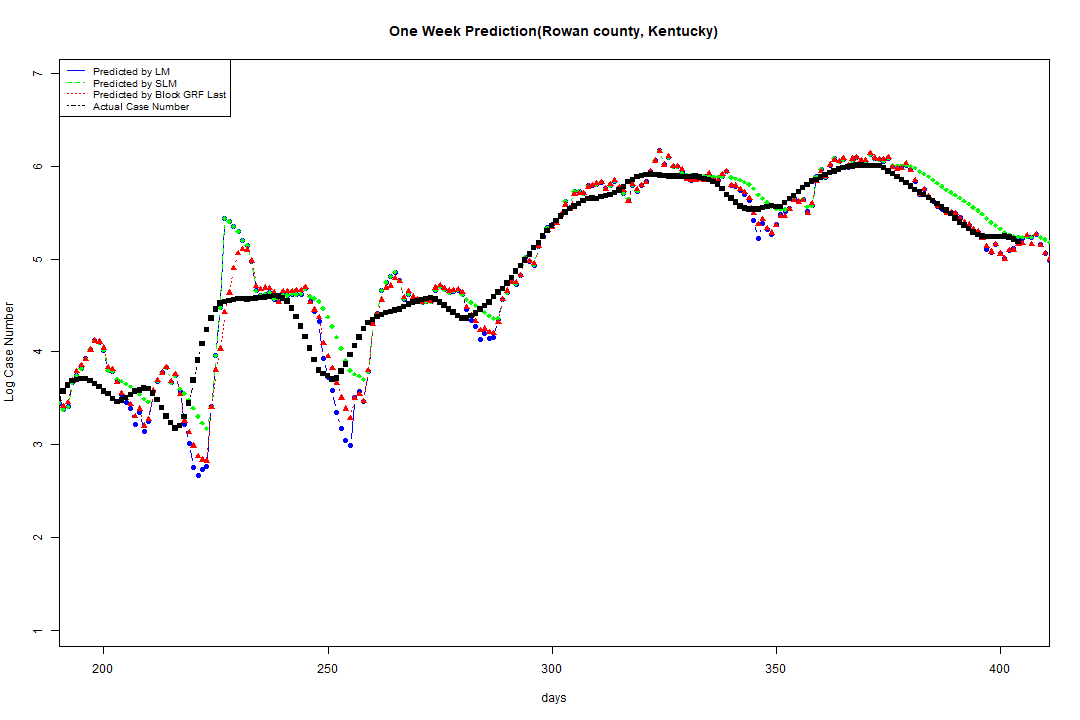 One Week Prediction(Rowan county, Kentucky)
Predicted by LM
Predicted by SLM
Predicted by Block GRF Last
Actual Case Number
7
6
5
4
3
2
1
Log Case Number
200 250 300 350 400
days